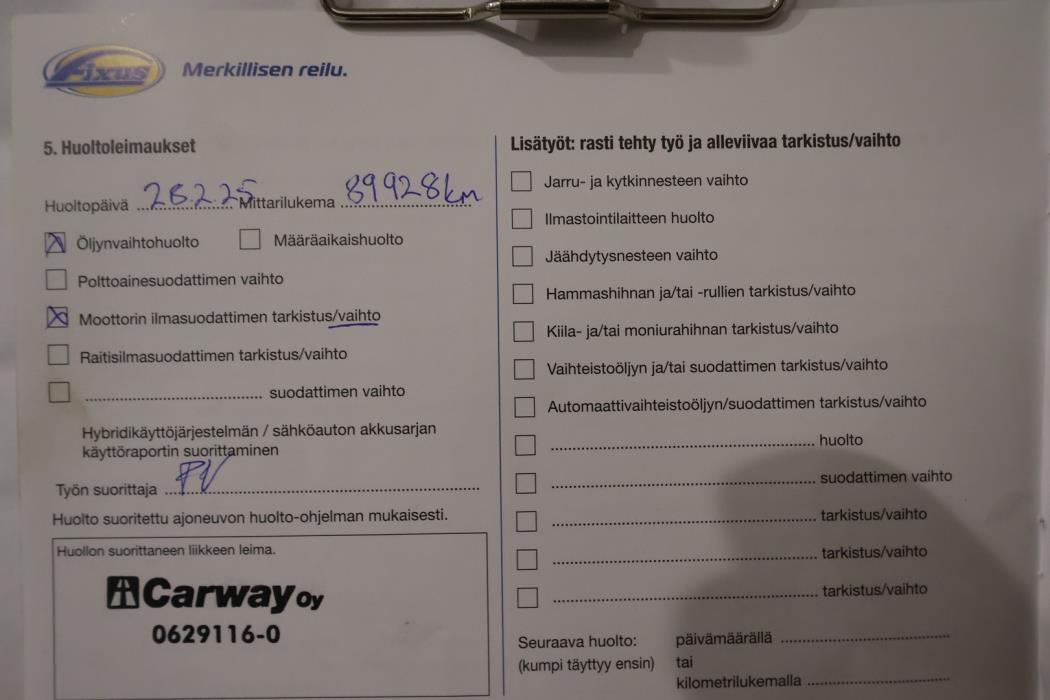 Fixus Merkillisen reilu.
5. Huoltoleimaukset
Huoltopäivä 28.2.25 Mittarilukema 89928km
Öljynvaihtohuolto Määräaikaishuolto
Polttoainesuodattimen vaihto
Moottorin ilmasuodattimen tarkistus/vaihto
Raitisilmasuodattimen tarkistus/vaihto
suodattimen vaihto
Hybridikäyttöjärjestelmän / sähköauton akkusarjan
käyttöraportin suorittaminen
Työn suorittaja PV
Huolto suoritettu ajoneuvon huolto-ohjelman mukaisesti.
Huollon suorittaneen liikkeen leima.
Carway oy
0629116-0
Lisätyöt: rasti tehty työ ja alleviivaa tarkistus/vaihto
Jarru- ja kytkinnesteen vaihto
Ilmastointilaitteen huolto
Jäähdytysnesteen vaihto
Hammashihnan ja/tai -rullien tarkistus/vaihto
Kiila- ja/tai moniurahihnan tarkistus/vaihto
Vaihteistoöljyn ja/tai suodattimen tarkistus/vaihto
Automaattivaihteistoöljyn/suodattimen tarkistus/vaihto
huolto
suodattimen vaihto
tarkistus/vaihto
tarkistus/vaihto
tarkistus/vaihto
Seuraava huolto: päivämäärällä
(kumpi täyttyy ensin) tai
kilometrilukemalla